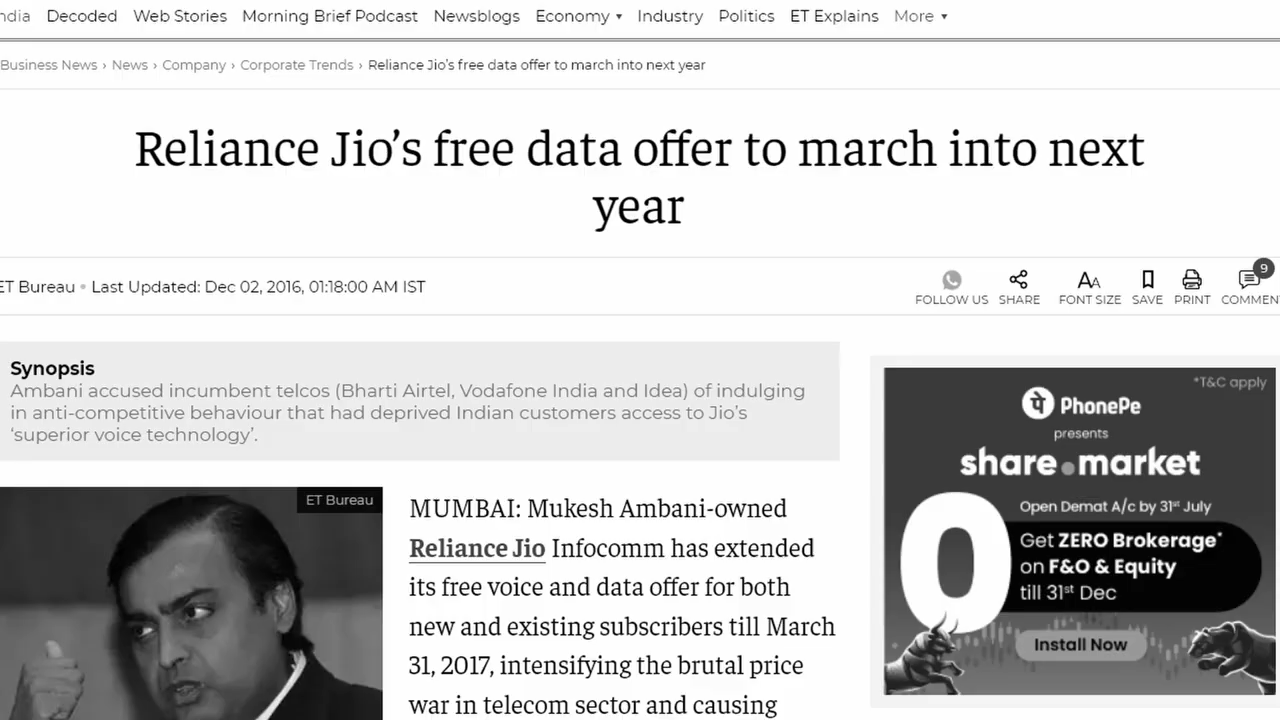 ndia Decoded Web Stories Morning Brief Podcast Newsblogs Economy Industry Politics ET Explains More
Business News › News › Company › Corporate Trends › Reliance Jio’s free data offer to march into next year
Reliance Jio’s free data offer to march into next
year
ET Bureau • Last Updated: Dec 02, 2016, 01:18:00 AM IST
9
FOLLOW US SHARE FONT SIZE SAVE PRINT COMMEN
Synopsis
Ambani accused incumbent telcos (Bharti Airtel, Vodafone India and Idea) of indulging
in anti-competitive behaviour that had deprived Indian customers access to Jio’s
‘superior voice technology’.
ET Bureau
MUMBAI: Mukesh Ambani-owned
Reliance Jio Infocomm has extended
its free voice and data offer for both
new and existing subscribers till March
31, 2017, intensifying the brutal price
war in telecom sector and causing
*T&C apply
पे PhonePe
presents
share.market
Open Demat A/c by 31st July
0
Get ZERO Brokerage*
on F&O & Equity
till 31st Dec
Install Now